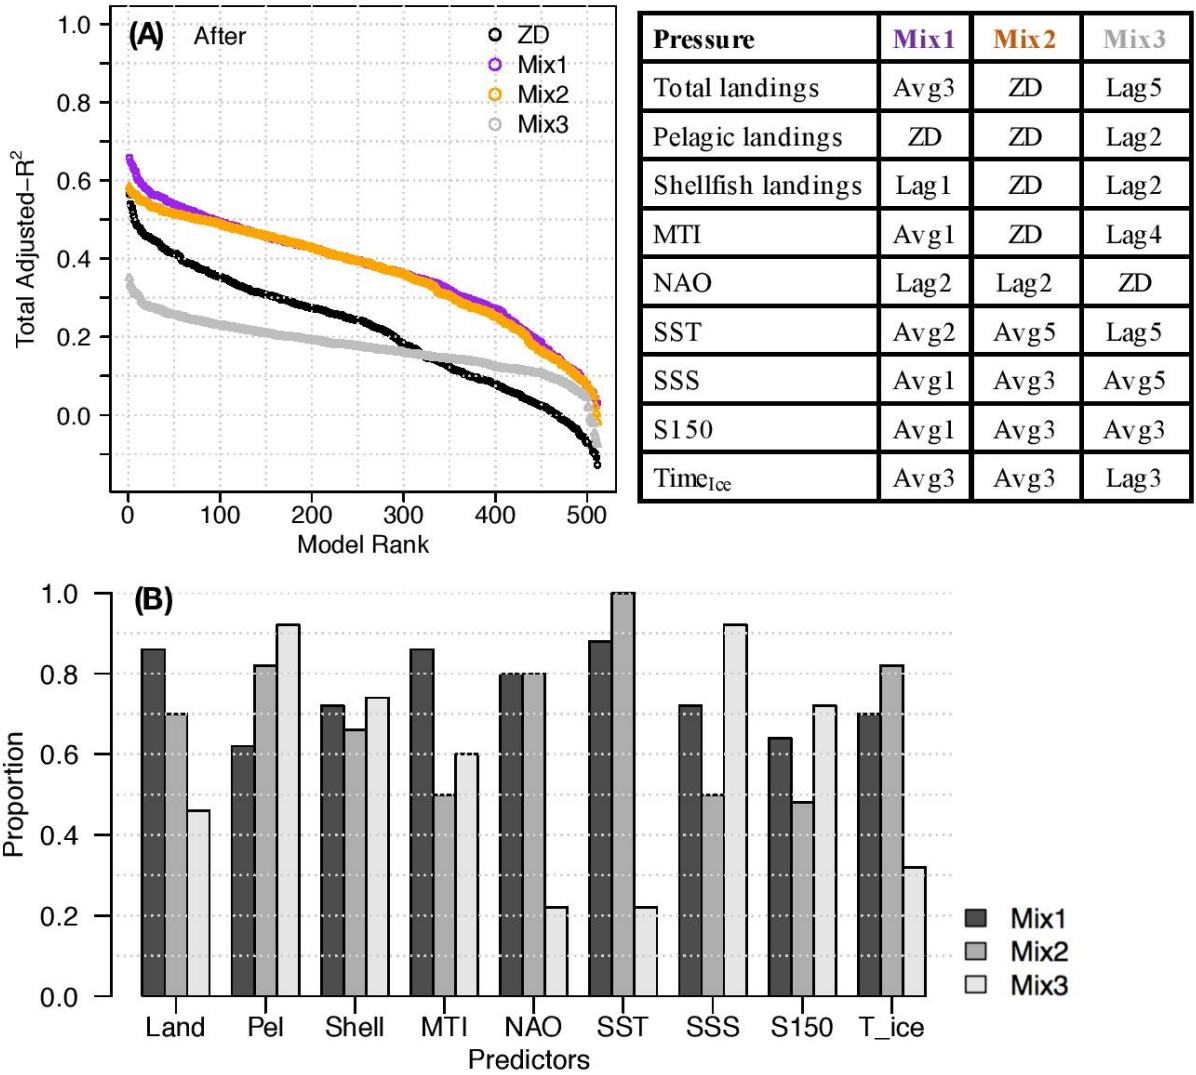 (A) After
ZD
Mix1
Mix2
Mix3
Total Adjusted–R²
1.0
0.8
0.6
0.4
0.2
0.0
0 100 200 300 400 500
Model Rank
Pressure Mix1 Mix2 Mix3
Total landings Avg3 ZD Lag5
Pelagic landings ZD ZD Lag2
Shellfish landings Lag1 ZD Lag2
MTI Avg1 ZD Lag4
NAO Lag2 Lag2 ZD
SST Avg2 Avg5 Lag5
SSS Avg1 Avg3 Avg5
S150 Avg1 Avg3 Avg3
Time_Ice Avg3 Avg3 Lag3
(B)
Proportion
1.0
0.8
0.6
0.4
0.2
0.0
Land Pel Shell MTI NAO SST SSS S150 T_ice
Predictors
Mix1
Mix2
Mix3